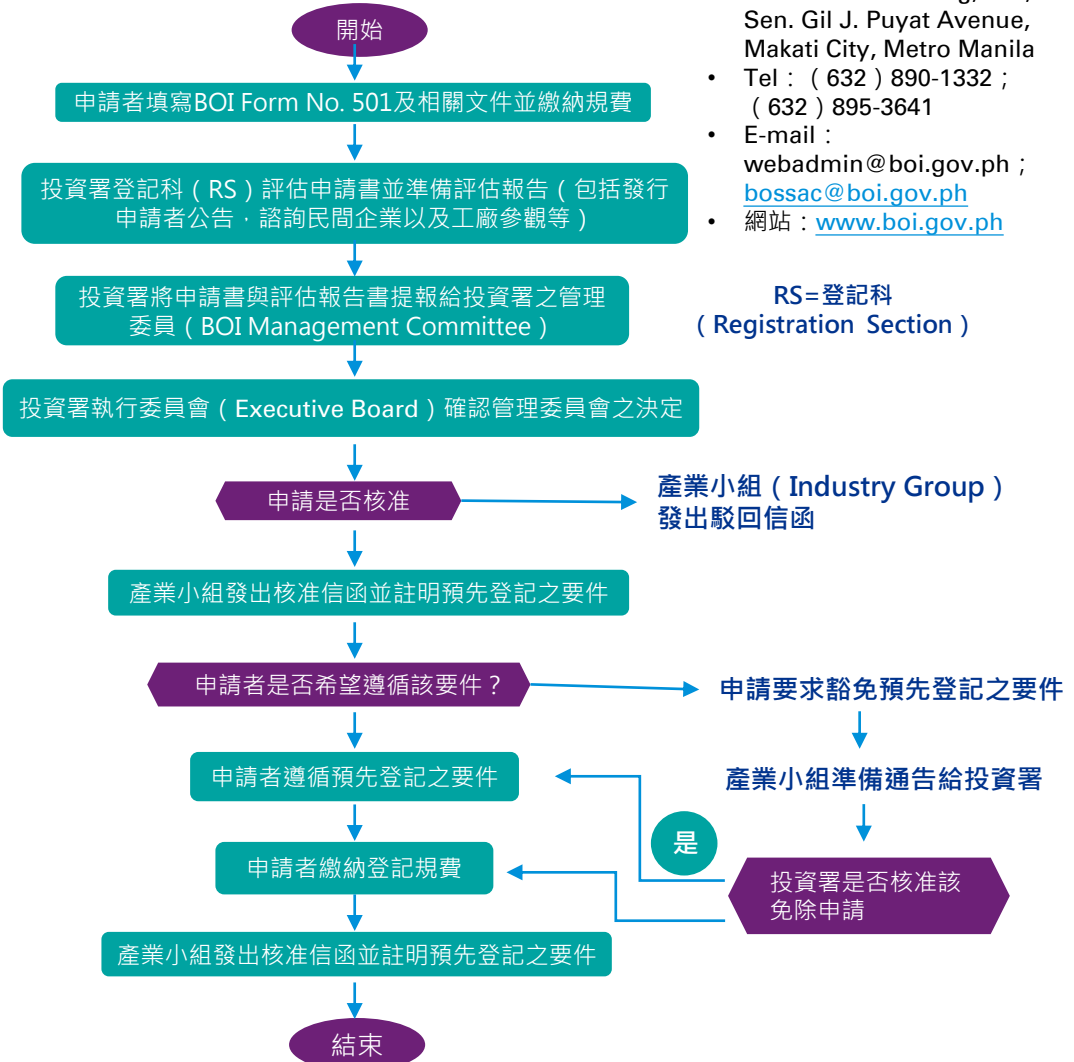 開始
申請者填寫BOI Form No. 501及相關文件並繳納規費
投資署登記科（RS）評估申請書並準備評估報告（包括發行
申請者公告，諮詢民間企業以及工廠參觀等）
投資署將申請書與評估報告書提報給投資署之管理
委員（BOI Management Committee）
投資署執行委員會（Executive Board）確認管理委員會之決定
申請是否核准
產業小組發出核准信函並註明預先登記之要件
申請者是否希望遵循該要件？
申請者遵循預先登記之要件
申請者繳納登記規費
產業小組發出核准信函並註明預先登記之要件
結束
Sen. Gil J. Puyat Avenue,
Makati City, Metro Manila
• Tel：（632）890-1332；
（632）895-3641
• E-mail：
webadmin@boi.gov.ph；
bossac@boi.gov.ph
• 網站：www.boi.gov.ph
RS=登記科
（Registration Section）
產業小組（Industry Group）
發出駁回信函
申請要求豁免預先登記之要件
產業小組準備通告給投資署
是
投資署是否核准該
免除申請